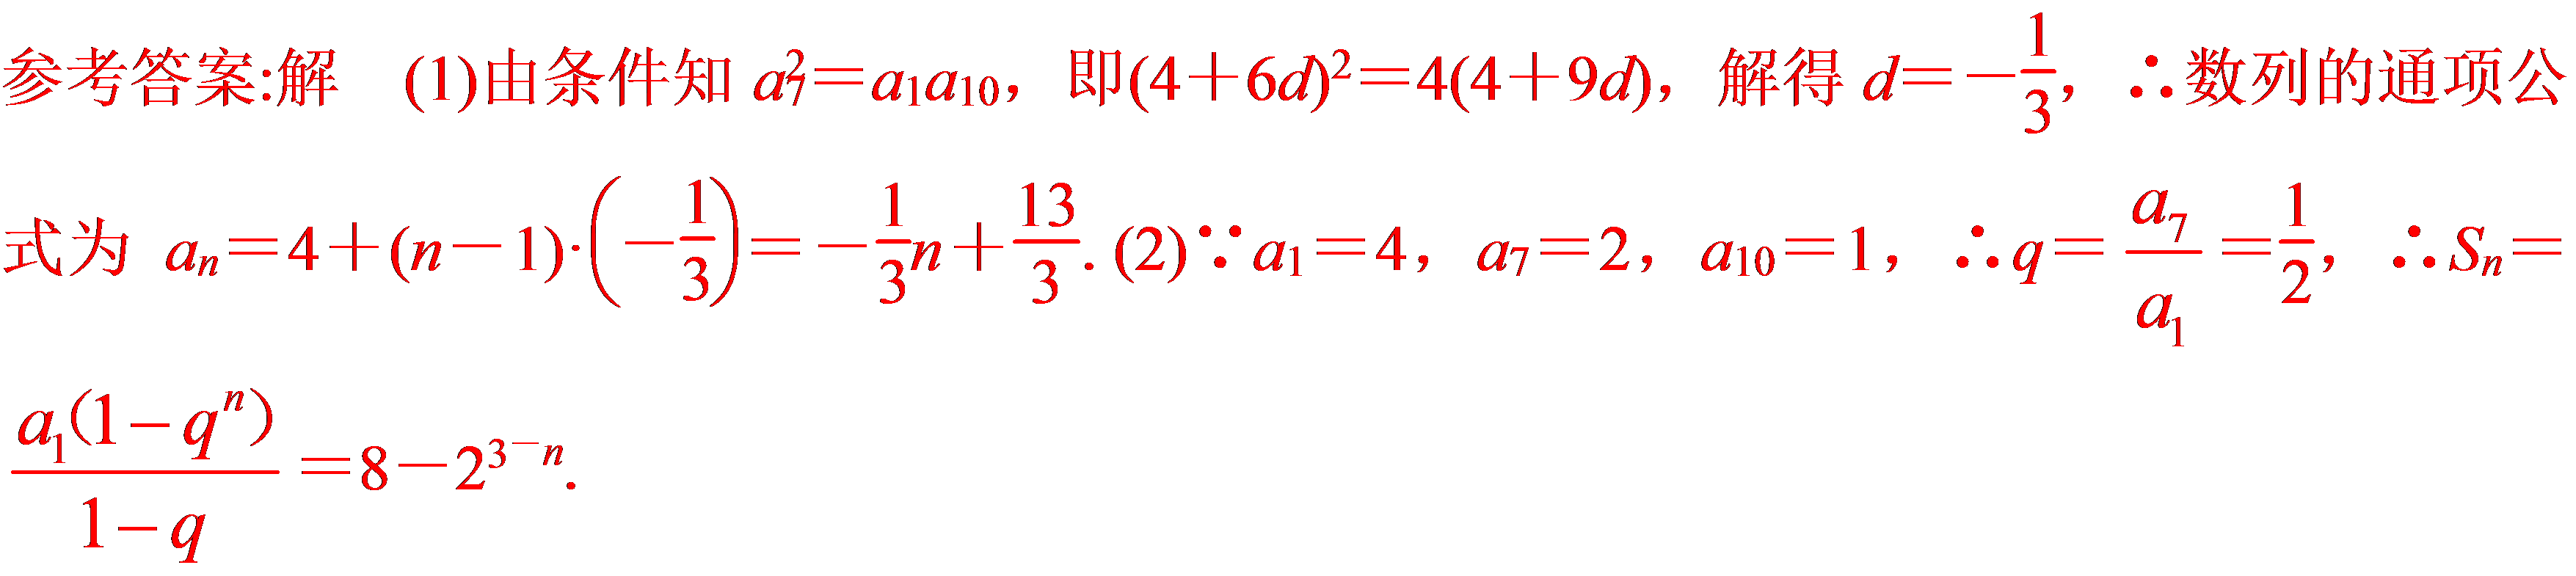 参考答案:解　(1)由条件知 $a_7^2=a_1a_{10}$，即$(4+6d)^2=4(4+9d)$，解得 $d=-\frac{1}{3}$，∴数列的通项公
式为 $a_n=4+(n-1)\cdot\left(-\frac{1}{3}\right)=-\frac{1}{3}n+\frac{13}{3}$. (2)∵$a_1=4$，$a_7=2$，$a_{10}=1$，∴$q=\frac{a_7}{a_1}=\frac{1}{2}$，∴$S_n=$
$\frac{a_1(1-q^n)}{1-q}=8-2^{3-n}$.